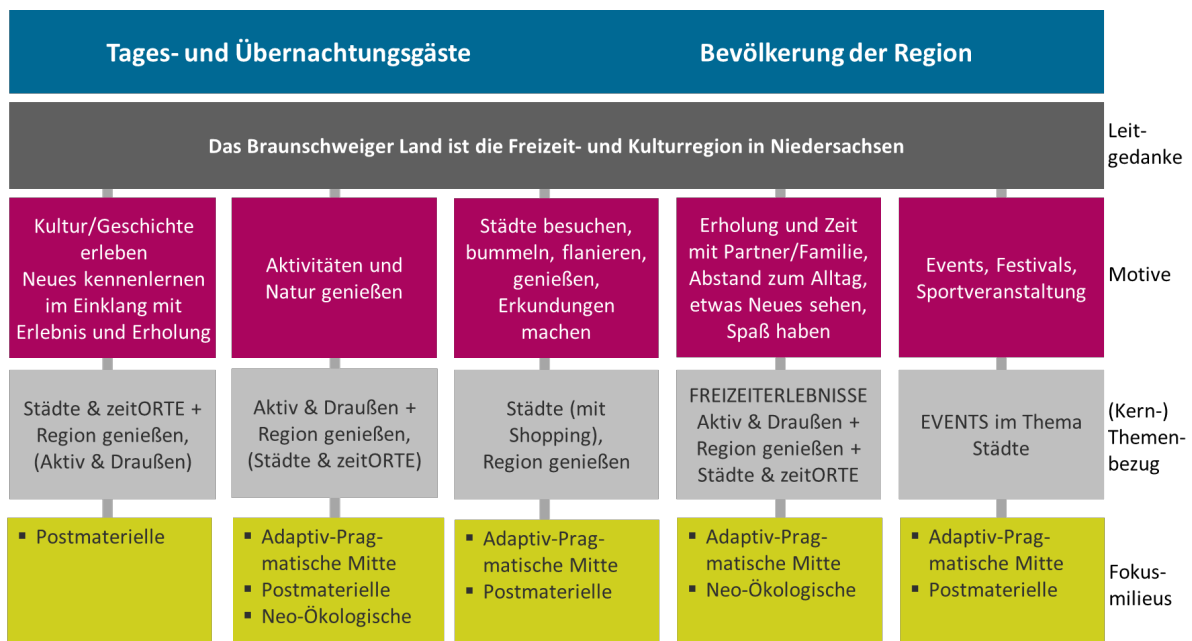 Tages- und Übernachtungsgäste
Bevölkerung der Region
Das Braunschweiger Land ist die Freizeit- und Kulturregion in Niedersachsen
Leit-
gedanke
Kultur/Geschichte
erleben
Neues kennenlernen
im Einklang mit
Erlebnis und Erholung
Aktivitäten und
Natur genießen
Städte besuchen,
bummeln, flanieren,
genießen,
Erkundungen
machen
Erholung und Zeit
mit Partner/Familie,
Abstand zum Alltag,
etwas Neues sehen,
Spaß haben
Events, Festivals,
Sportveranstaltung
Motive
Städte & zeitORTE +
Region genießen,
(Aktiv & Draußen)
Aktiv & Draußen +
Region genießen,
(Städte & zeitORTE)
Städte (mit
Shopping),
Region genießen
FREIZEITERLEBNISSE
Aktiv & Draußen +
Region genießen +
Städte & zeitORTE
EVENTS im Thema
Städte
(Kern-)
Themen-
bezug
▪ Postmaterielle
▪ Adaptiv-Prag-
matische Mitte
▪ Postmaterielle
▪ Neo-Ökologische
▪ Adaptiv-Prag-
matische Mitte
▪ Postmaterielle
▪ Adaptiv-Prag-
matische Mitte
▪ Neo-Ökologische
▪ Adaptiv-Prag-
matische Mitte
▪ Postmaterielle
Fokus-
milieus